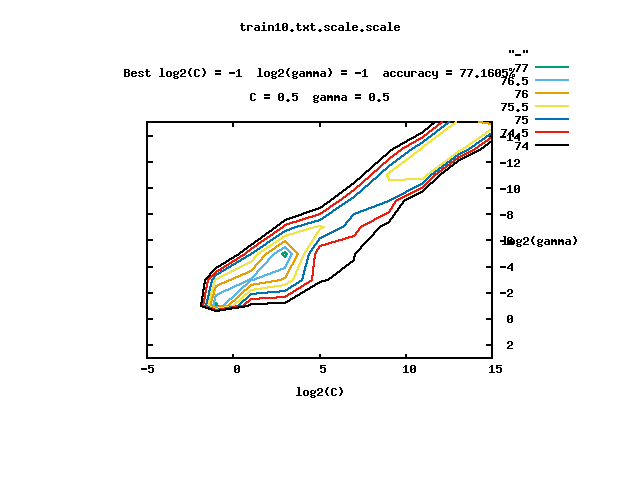 train10.txt.scale.scale
"-"
Best log2(C) = -1  log2(gamma) = -1  accuracy = 77.1605%
77
76.5
C = 0.5  gamma = 0.5
76
75.5
75
74.5
74
-14
-12
-10
-8
-6
log2(gamma)
-4
-2
0
2
-5 0 5 10 15
log2(C)